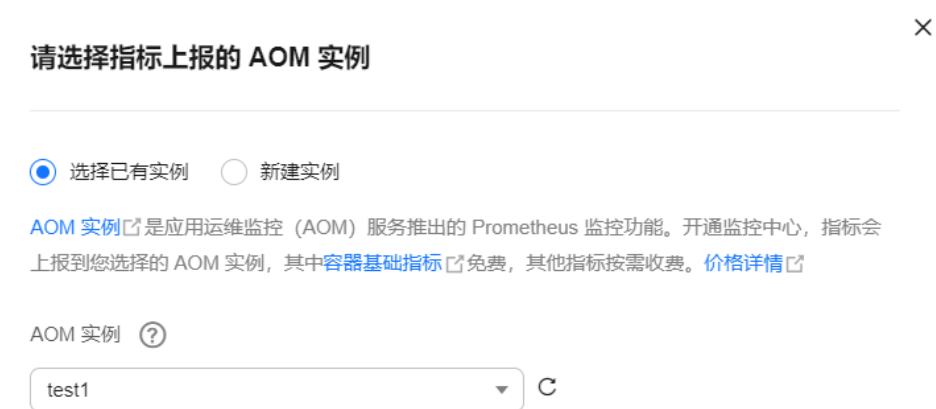 请选择指标上报的 AOM 实例
选择已有实例 新建实例
AOM 实例是应用运维监控（AOM）服务推出的 Prometheus 监控功能。开通监控中心，指标会
上报到您选择的 AOM 实例，其中容器基础指标免费，其他指标按需收费。价格详情
AOM 实例 ?
test1